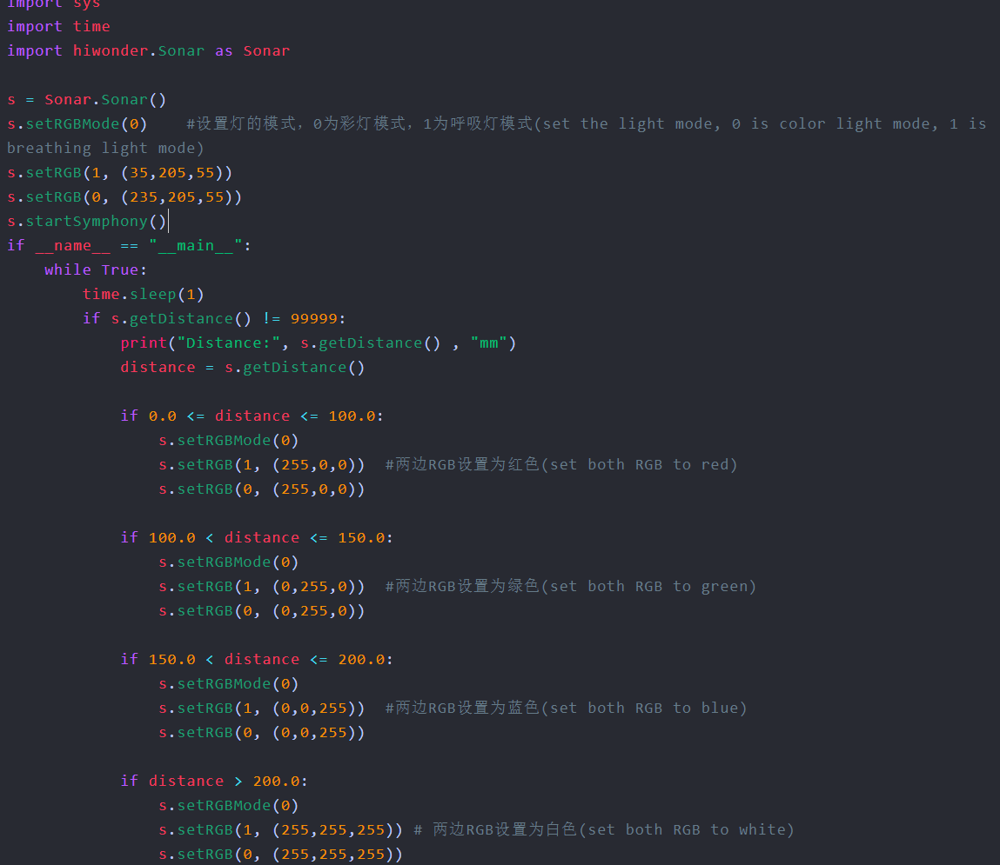 import sys
import time
import hiwonder.Sonar as Sonar
s = Sonar.Sonar()
s.setRGBMode(0)    #设置灯的模式，0为彩灯模式，1为呼吸灯模式(set the light mode, 0 is color light mode, 1 is
breathing light mode)
s.setRGB(1, (35,205,55))
s.setRGB(0, (235,205,55))
s.startSymphony()
if __name__ == "__main__":
    while True:
        time.sleep(1)
        if s.getDistance() != 99999:
            print("Distance:", s.getDistance() , "mm")
            distance = s.getDistance()
            if 0.0 <= distance <= 100.0:
                s.setRGBMode(0)
                s.setRGB(1, (255,0,0))  #两边RGB设置为红色(set both RGB to red)
                s.setRGB(0, (255,0,0))
            if 100.0 < distance <= 150.0:
                s.setRGBMode(0)
                s.setRGB(1, (0,255,0))  #两边RGB设置为绿色(set both RGB to green)
                s.setRGB(0, (0,255,0))
            if 150.0 < distance <= 200.0:
                s.setRGBMode(0)
                s.setRGB(1, (0,0,255))  #两边RGB设置为蓝色(set both RGB to blue)
                s.setRGB(0, (0,0,255))
            if distance > 200.0:
                s.setRGBMode(0)
                s.setRGB(1, (255,255,255)) # 两边RGB设置为白色(set both RGB to white)
                s.setRGB(0, (255,255,255))